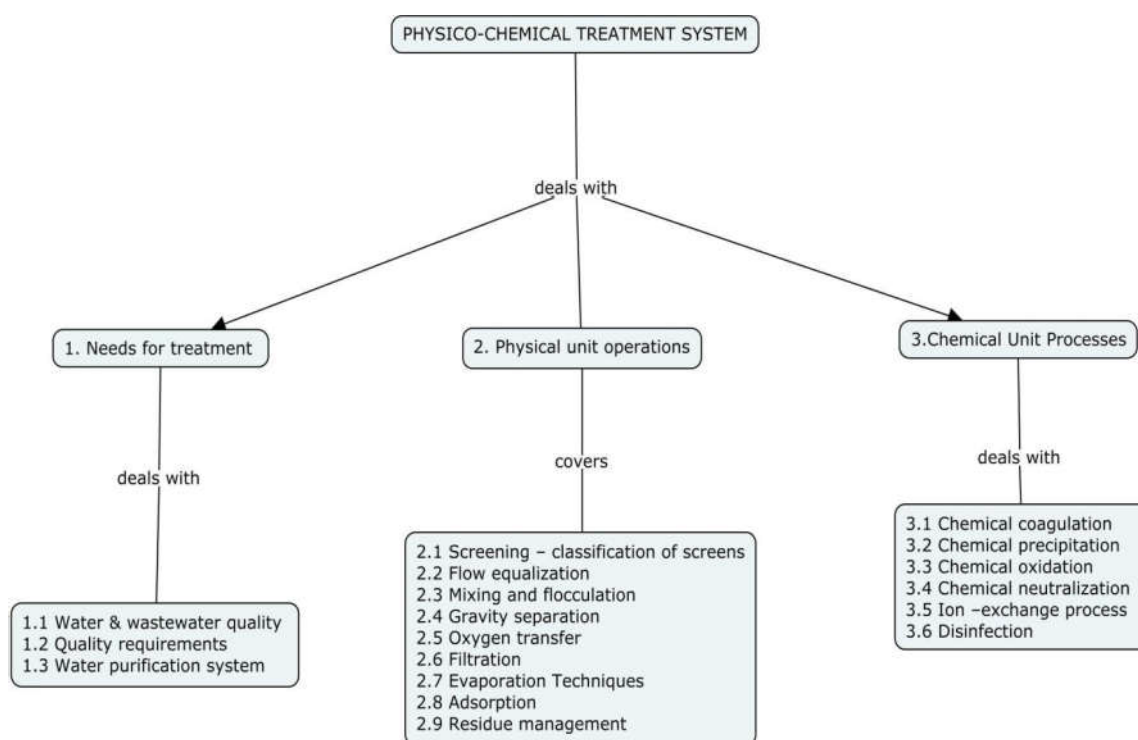 PHYSICO-CHEMICAL TREATMENT SYSTEM
deals with
1. Needs for treatment
2. Physical unit operations
3.Chemical Unit Processes
deals with
covers
deals with
1.1 Water & wastewater quality
1.2 Quality requirements
1.3 Water purification system
2.1 Screening – classification of screens
2.2 Flow equalization
2.3 Mixing and flocculation
2.4 Gravity separation
2.5 Oxygen transfer
2.6 Filtration
2.7 Evaporation Techniques
2.8 Adsorption
2.9 Residue management
3.1 Chemical coagulation
3.2 Chemical precipitation
3.3 Chemical oxidation
3.4 Chemical neutralization
3.5 Ion –exchange process
3.6 Disinfection